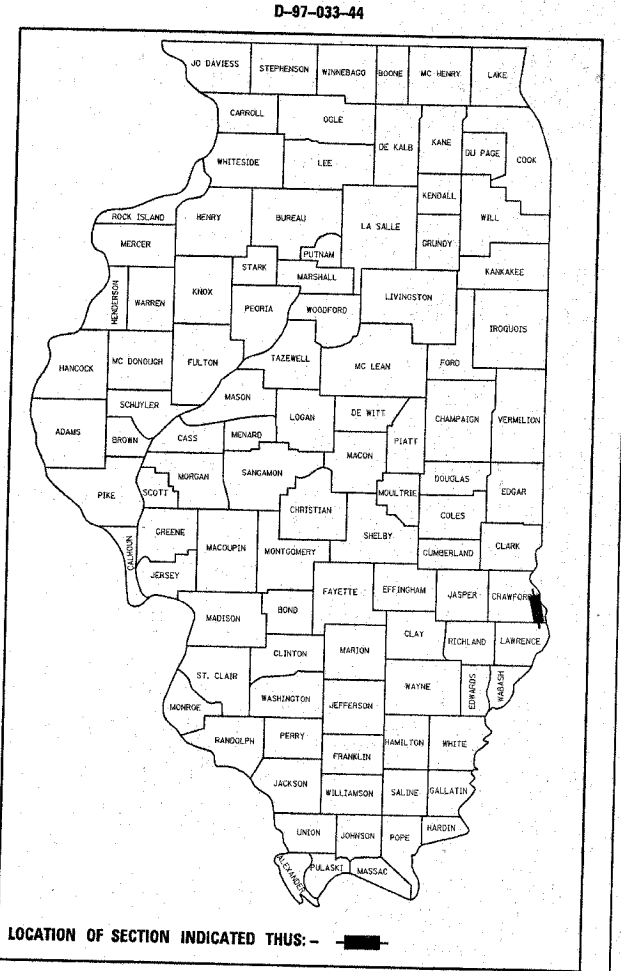 D-97-033-44
JO DAVIESS STEPHENSON WINNEBAGO BOONE MC HENRY LAKE
CARROLL OGLE
DE KALB KANE DU PAGE COOK
WHITESIDE LEE
KENDALL
ROCK ISLAND HENRY BUREAU LA SALLE WILL
MERCER PUTNAM GRUNDY
STARK MARSHALL KANKAKEE
HENDERSON WARREN KNOX PEORIA WOODFORD LIVINGSTON
IROQUOIS
HANCOCK MC DONOUGH FULTON TAZEWELL MC LEAN FORD
SCHUYLER MASON
ADAMS BROWN CASS MENARD LOGAN DE WITT PIATT CHAMPAIGN VERMILION
MACON
PIKE SCOTT MORGAN SANGAMON DOUGLAS
MOULTRIE EDGAR
CHRISTIAN COLES
CALHOUN GREENE MACOUPIN MONTGOMERY SHELBY
CUMBERLAND CLARK
JERSEY
FAYETTE EFFINGHAM JASPER CRAWFORD
MADISON BOND
CLAY RICHLAND LAWRENCE
CLINTON MARION
ST. CLAIR
WAYNE EDWARDS WABASH
MONROE WASHINGTON JEFFERSON
RANDOLPH PERRY HAMILTON WHITE
FRANKLIN
JACKSON WILLIAMSON SALINE GALLATIN
UNION JOHNSON POPE HARDIN
ALEXANDER PULASKI MASSAC
LOCATION OF SECTION INDICATED THUS: -